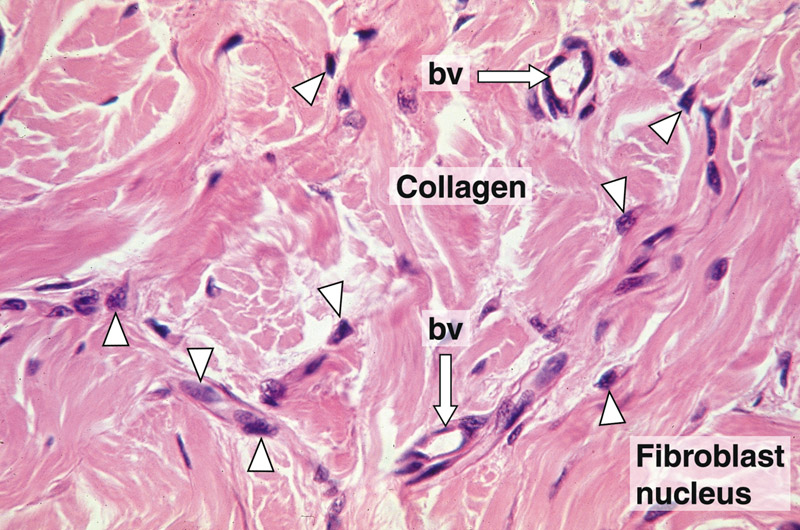 bv
Collagen
bv
Fibroblast
nucleus